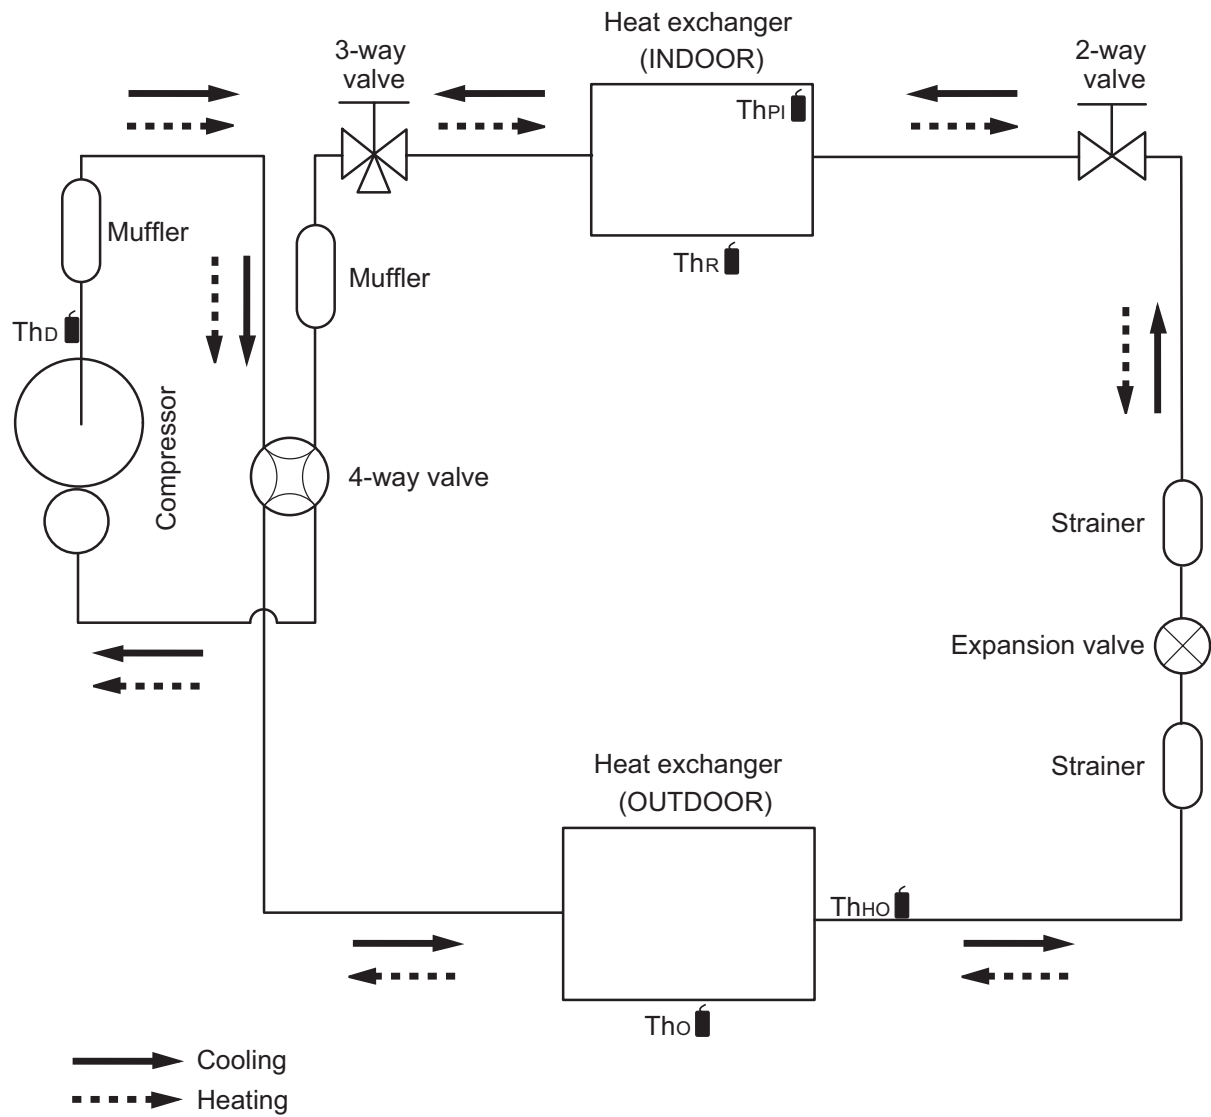 Heat exchanger
(INDOOR)
3-way
valve
2-way
valve
ThPI
Muffler
ThR
Muffler
ThD
Compressor
4-way valve
Strainer
Expansion valve
Strainer
Heat exchanger
(OUTDOOR)
ThHO
ThO
Cooling
Heating